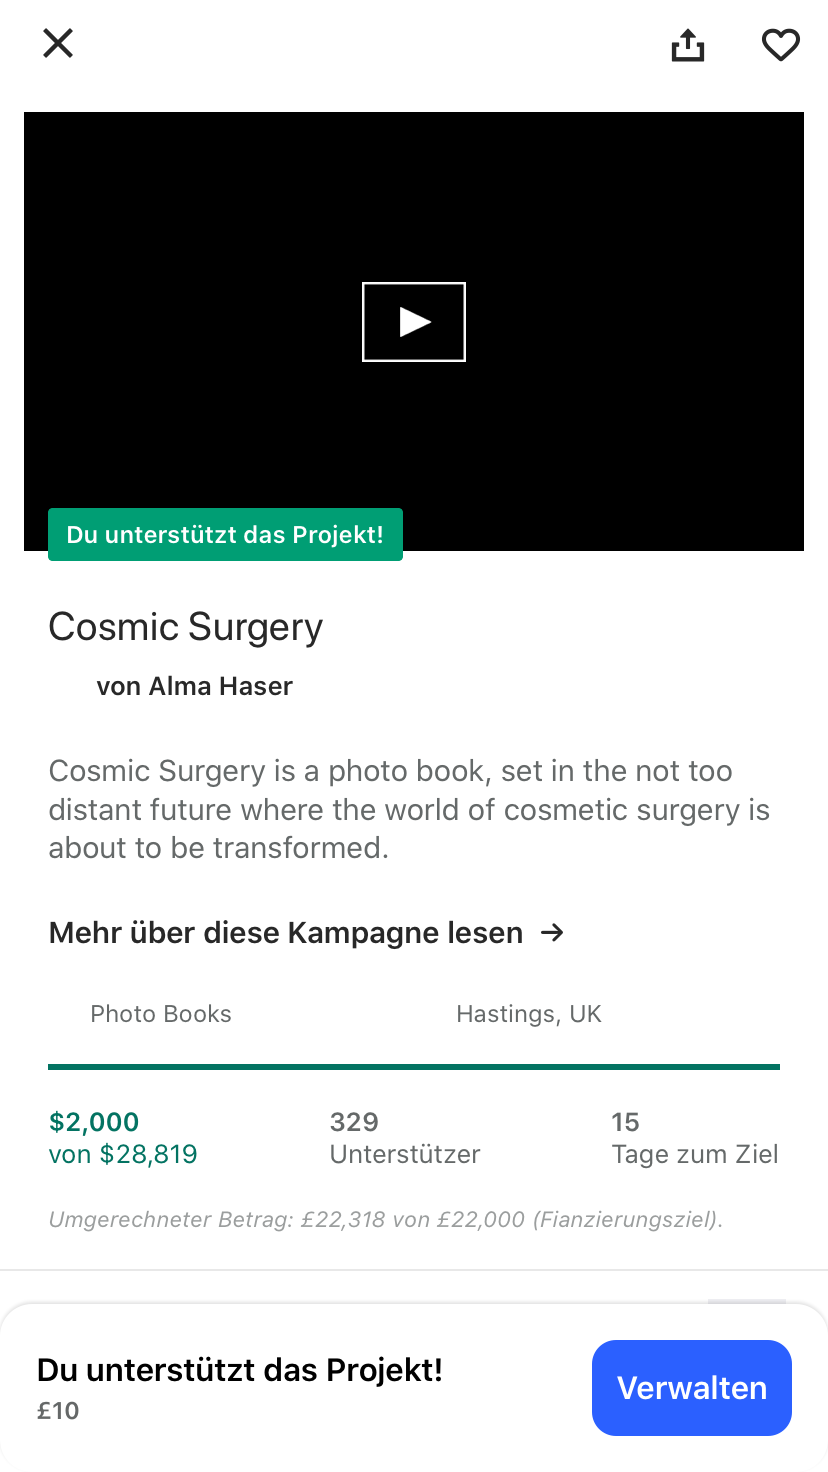 Du unterstützt das Projekt!
Cosmic Surgery
von Alma Haser
Cosmic Surgery is a photo book, set in the not too
distant future where the world of cosmetic surgery is
about to be transformed.
Mehr über diese Kampagne lesen →
Photo Books
Hastings, UK
$2,000
von $28,819
329
Unterstützer
15
Tage zum Ziel
Umgerechneter Betrag: £22,318 von £22,000 (Fianzierungsziel).
Du unterstützt das Projekt!
£10
Verwalten